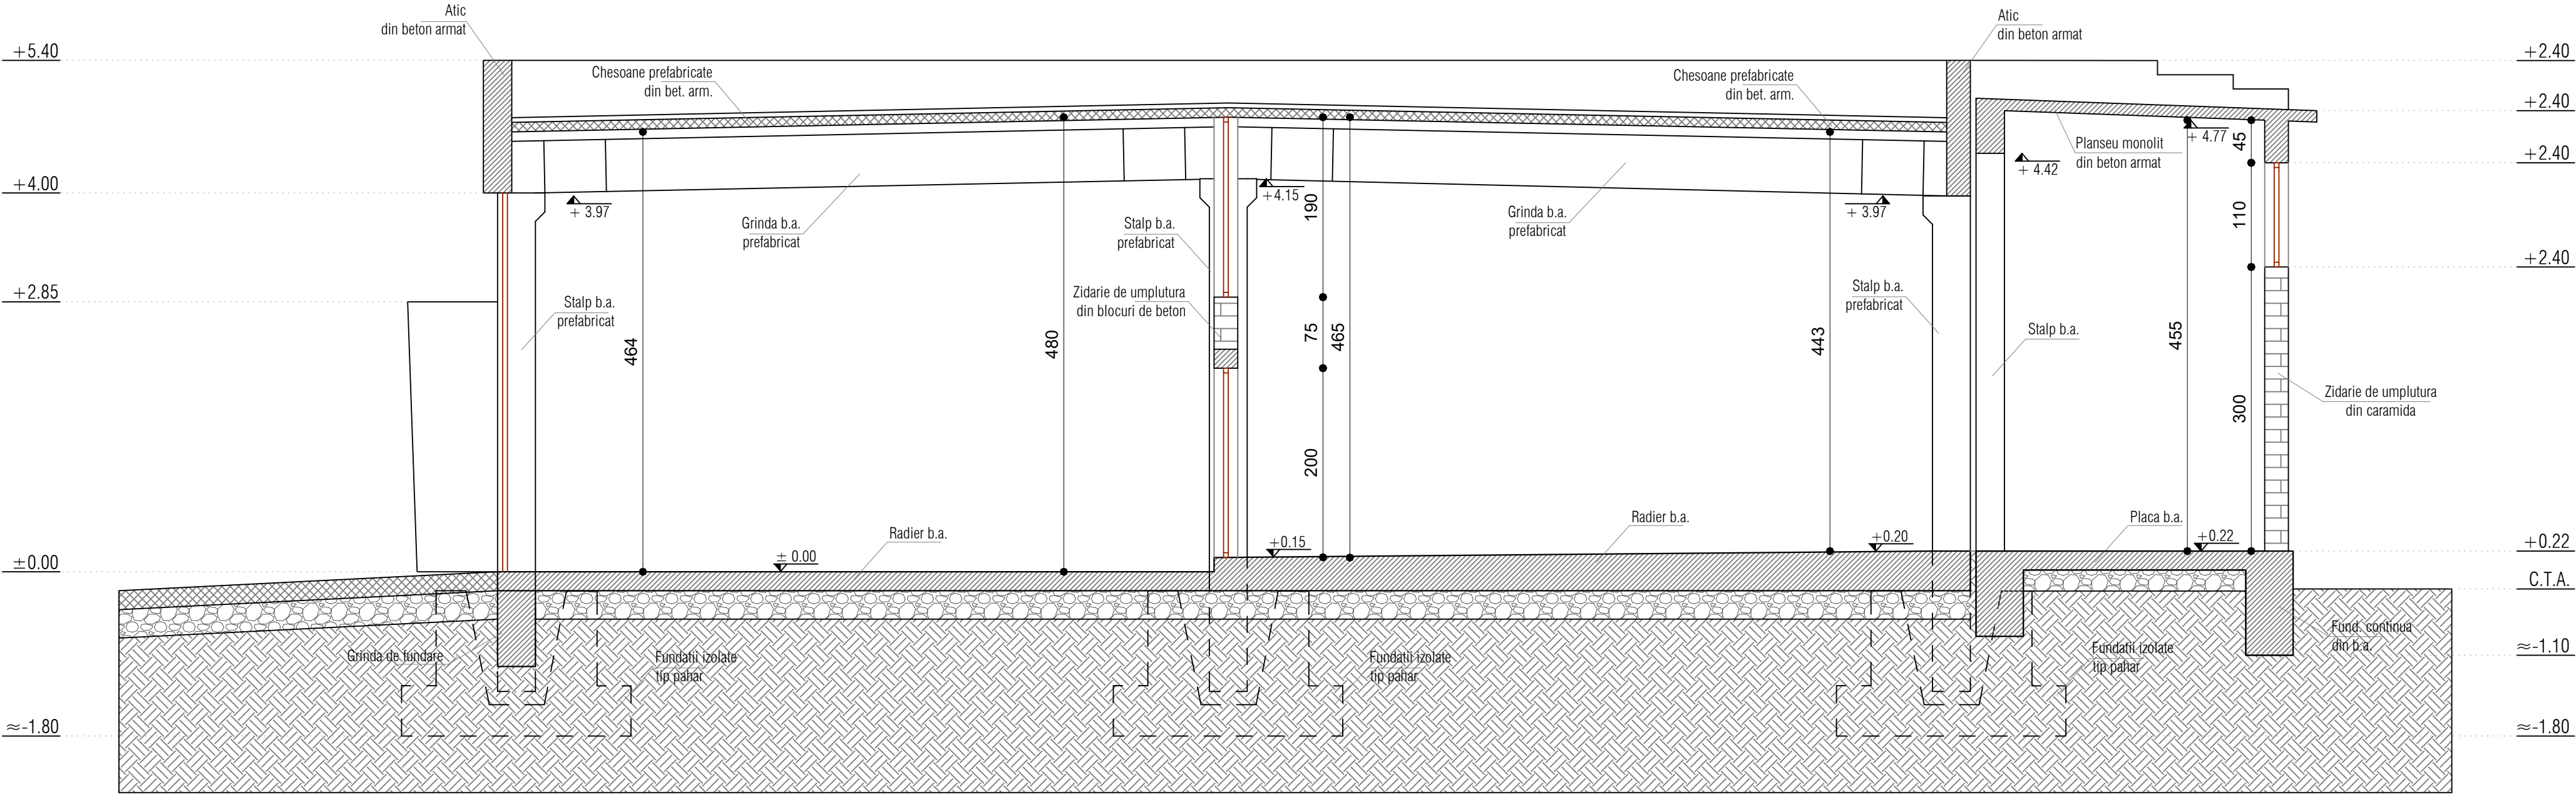 Atic
din beton armat
Atic
din beton armat
+5.40
+2.40
Chesoane prefabricate
din bet. arm.
Chesoane prefabricate
din bet. arm.
+2.40
+ 4.77
45
Planseu monolit
din beton armat
+2.40
+ 4.42
+4.00
+ 3.97
+4.15
190
+ 3.97
110
Grinda b.a.
prefabricat
Stalp b.a.
prefabricat
Grinda b.a.
prefabricat
+2.40
+2.85
Stalp b.a.
prefabricat
Zidarie de umplutura
din blocuri de beton
Stalp b.a.
prefabricat
Stalp b.a.
464
480
75
465
443
455
300
Zidarie de umplutura
din caramida
200
Radier b.a.
Radier b.a.
Placa b.a.
±0.00
± 0.00
+0.15
+0.20
+0.22
+0.22
C.T.A.
Grinda de fundare
Fundatii izolate
tip pahar
Fundatii izolate
tip pahar
Fundatii izolate
tip pahar
Fund. continua
din b.a.
≈-1.10
≈-1.80
≈-1.80